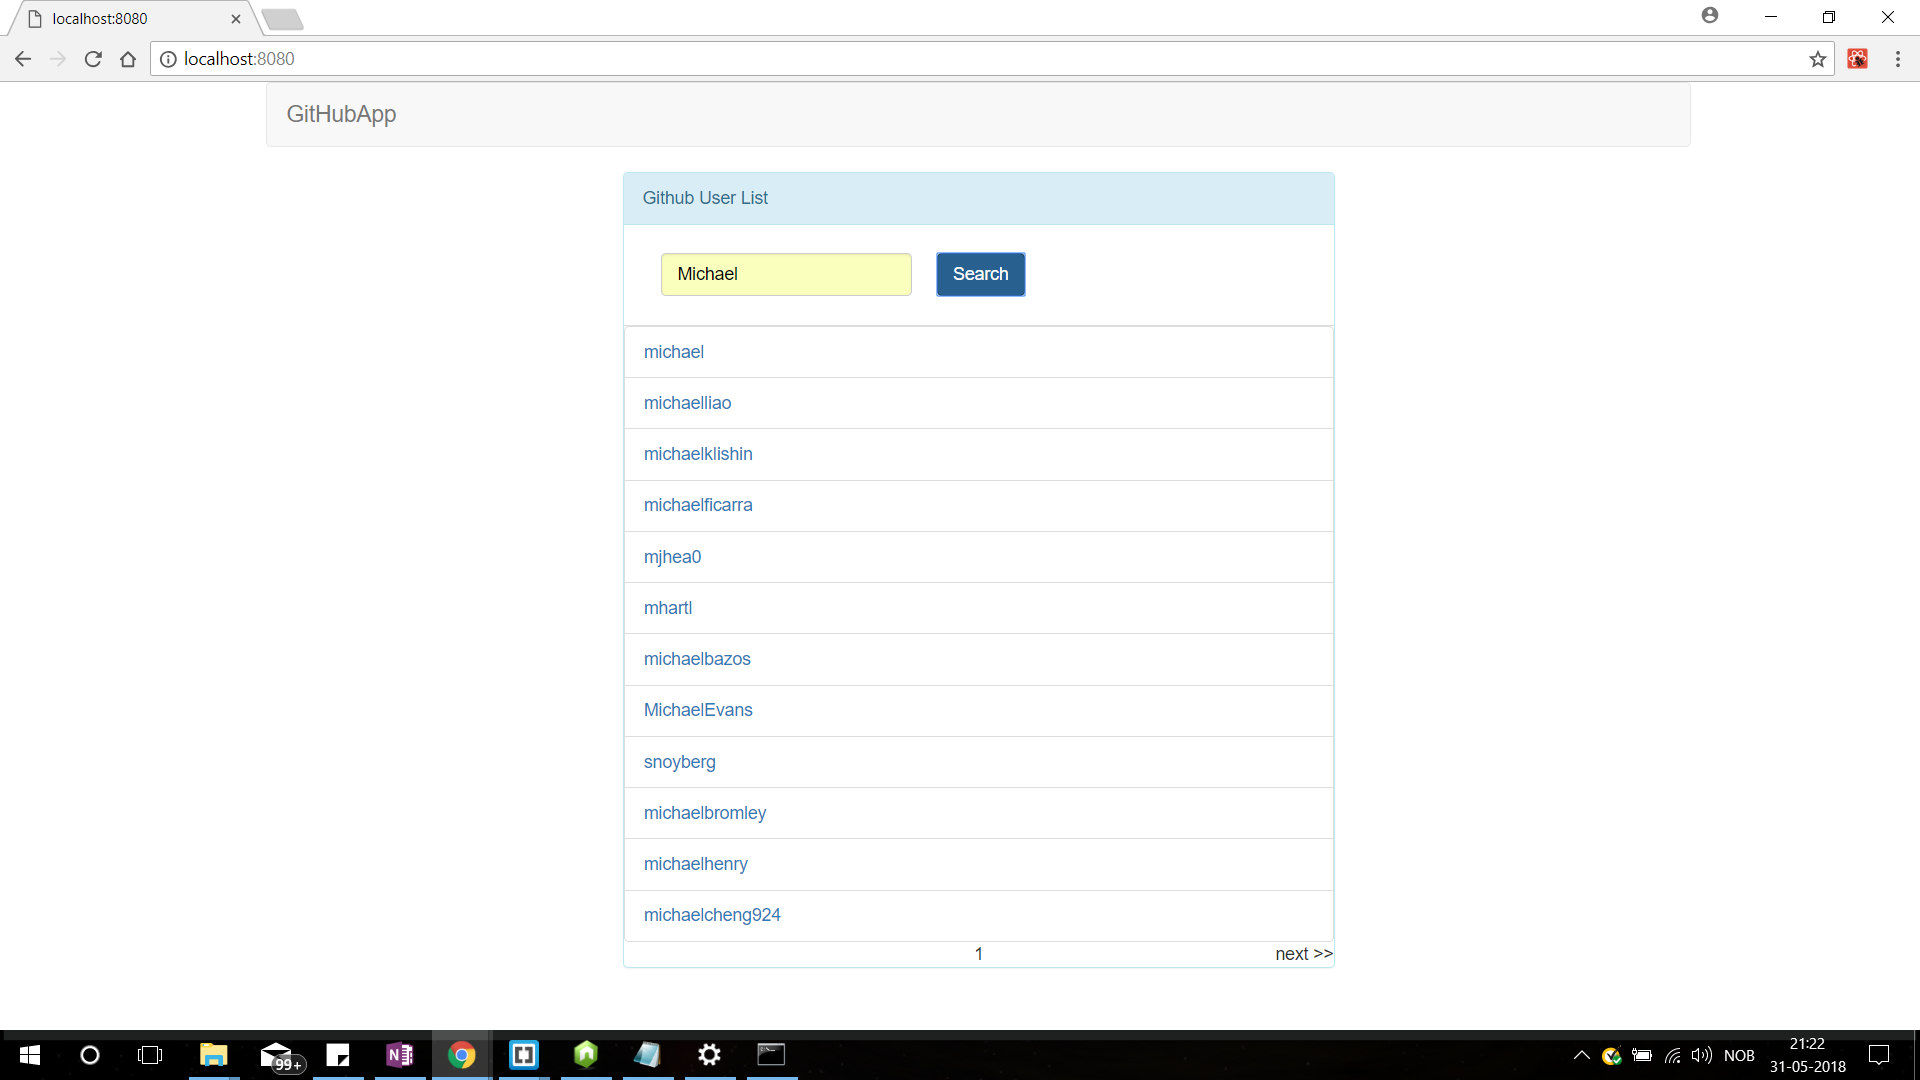 localhost:8080
localhost:8080
GitHubApp
Github User List
Michael
Search
michael
michaelliao
michaelklishin
michaelficarra
mjhea0
mhartl
michaelbazos
MichaelEvans
snoyberg
michaelbromley
michaelhenry
michaelcheng924
1 next >>
99+
N
NOB
21:22
31-05-2018